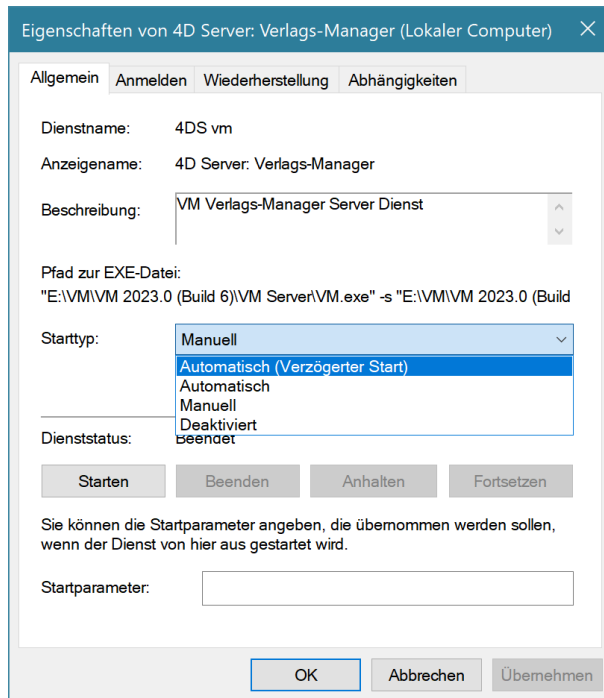 Eigenschaften von 4D Server: Verlags-Manager (Lokaler Computer)
Allgemein Anmelden Wiederherstellung Abhängigkeiten
Dienstname: 4DS vm
Anzeigename: 4D Server: Verlags-Manager
Beschreibung: VM Verlags-Manager Server Dienst
Pfad zur EXE-Datei:
"E:\VM\VM 2023.0 (Build 6)\VM Server\VM.exe" -s "E:\VM\VM 2023.0 (Build
Starttyp: Manuell
Automatisch (Verzögerter Start)
Automatisch
Manuell
Deaktiviert
Dienststatus: Beendet
Starten Beenden Anhalten Fortsetzen
Sie können die Startparameter angeben, die übernommen werden sollen,
wenn der Dienst von hier aus gestartet wird.
Startparameter:
OK Abbrechen Übernehmen